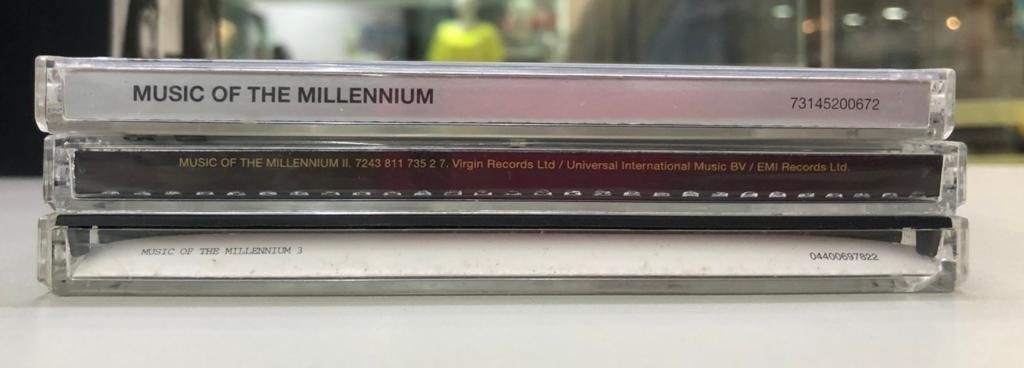 MUSIC OF THE MILLENNIUM 73145200672
MUSIC OF THE MILLENNIUM II. 7243 811 735 2 7. Virgin Records Ltd / Universal International Music BV / EMI Records Ltd.
MUSIC OF THE MILLENNIUM 3 04400697822